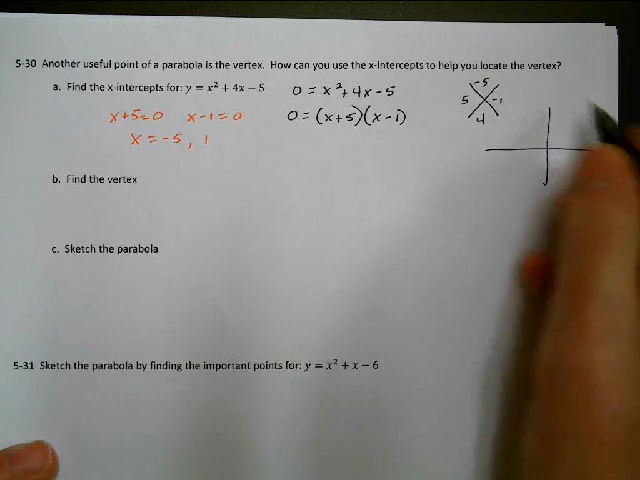 5-30 Another useful point of a parabola is the vertex. How can you use the x-intercepts to help you locate the vertex?
a. Find the x-intercepts for: y = x² + 4x − 5
0 = x² + 4x - 5
0 = (x+5)(x-1)
x+5=0 x-1=0
x = -5, 1
-5
5 -1
4
b. Find the vertex
c. Sketch the parabola
5-31 Sketch the parabola by finding the important points for: y = x² + x − 6